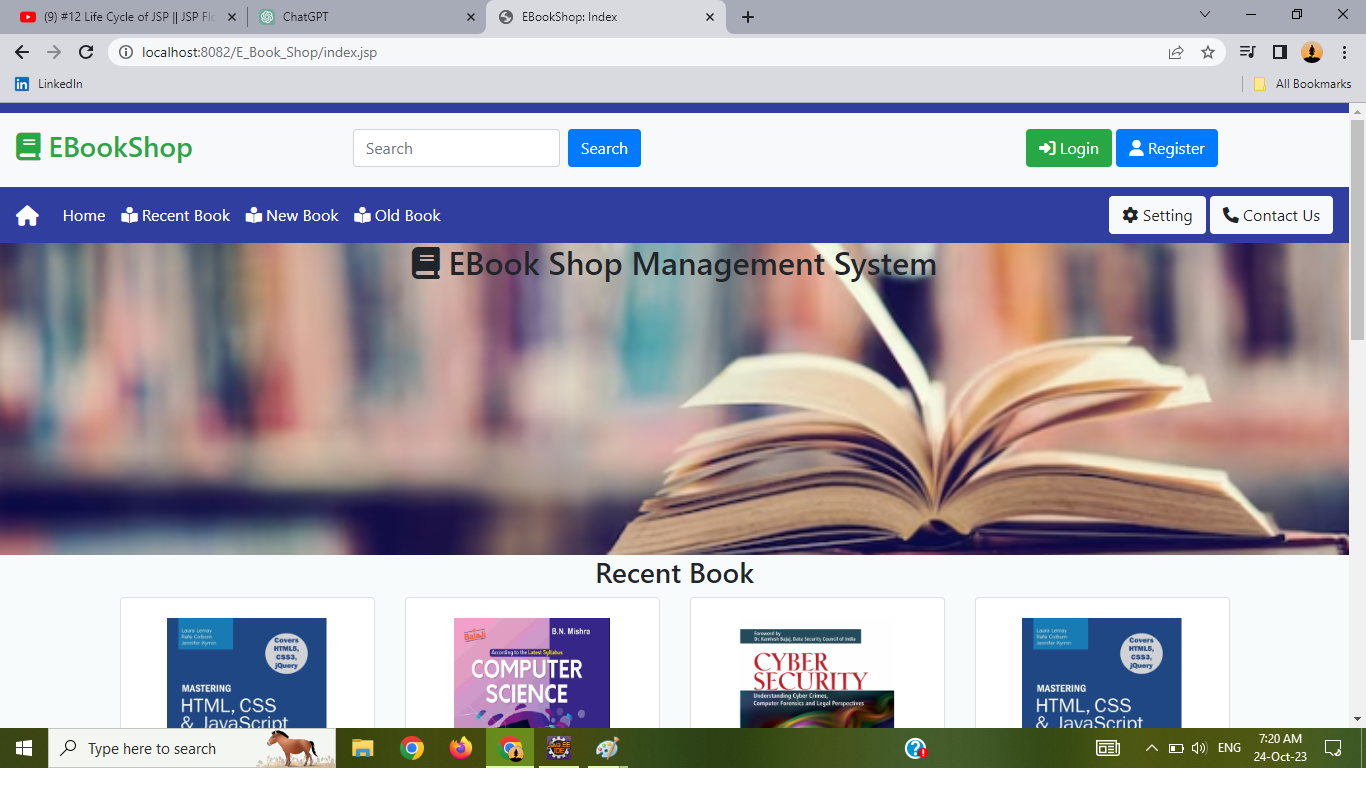 (9) #12 Life Cycle of JSP || JSP Flo
ChatGPT
EBookShop: Index
localhost:8082/E_Book_Shop/index.jsp
LinkedIn
All Bookmarks
EBookShop
Search
Search
Login
Register
Home
Recent Book
New Book
Old Book
Setting
Contact Us
EBook Shop Management System
Recent Book
Laura Lemay
Rafe Colburn
Jennifer Kyrnin
Covers
HTML5,
CSS3,
jQuery
MASTERING
HTML, CSS
& JavaScript
Balaji
B.N. Mishra
According to the Latest Syllabus
COMPUTER
SCIENCE
Foreword by
Dr. Kamlesh Bajaj, Data Security Council of India
CYBER
SECURITY
Understanding Cyber Crimes,
Computer Forensics and Legal Perspectives
Laura Lemay
Rafe Colburn
Jennifer Kyrnin
Covers
HTML5,
CSS3,
jQuery
MASTERING
HTML, CSS
& JavaScript
Type here to search
Java EE
IDE
ENG
7:20 AM
24-Oct-23